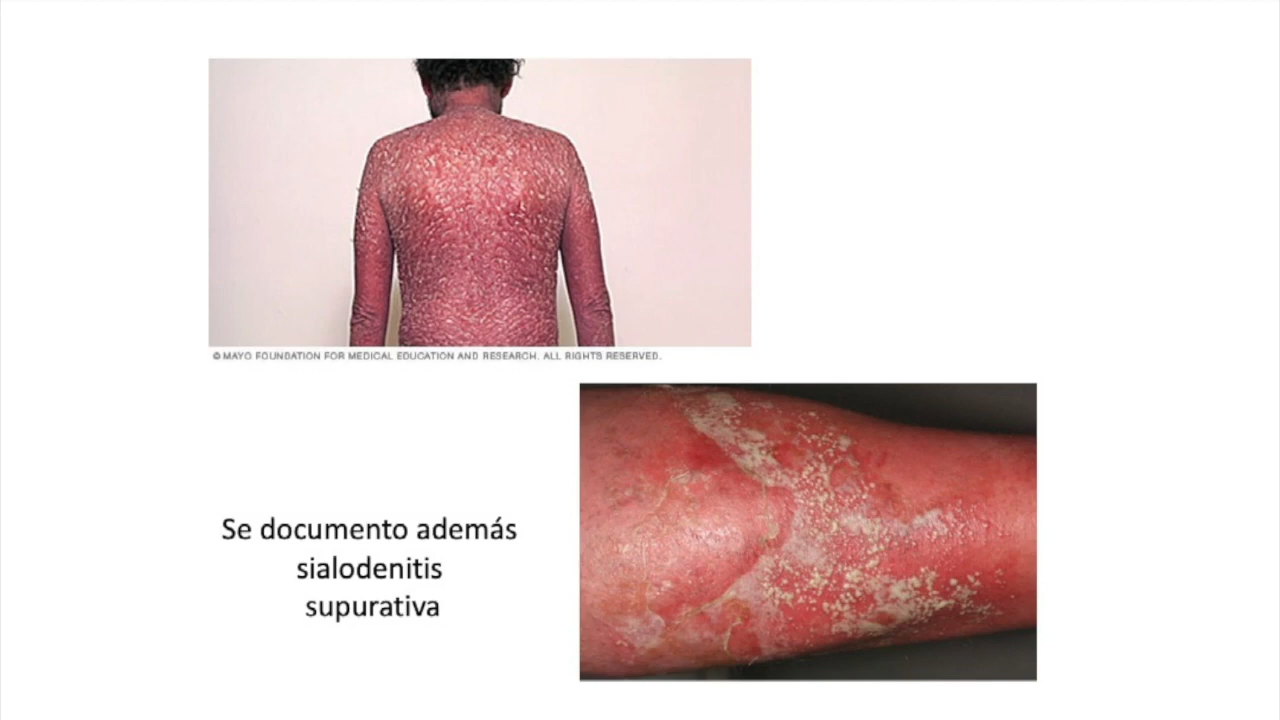 © MAYO FOUNDATION FOR MEDICAL EDUCATION AND RESEARCH. ALL RIGHTS RESERVED.
Se documento además
sialodenitis
supurativa